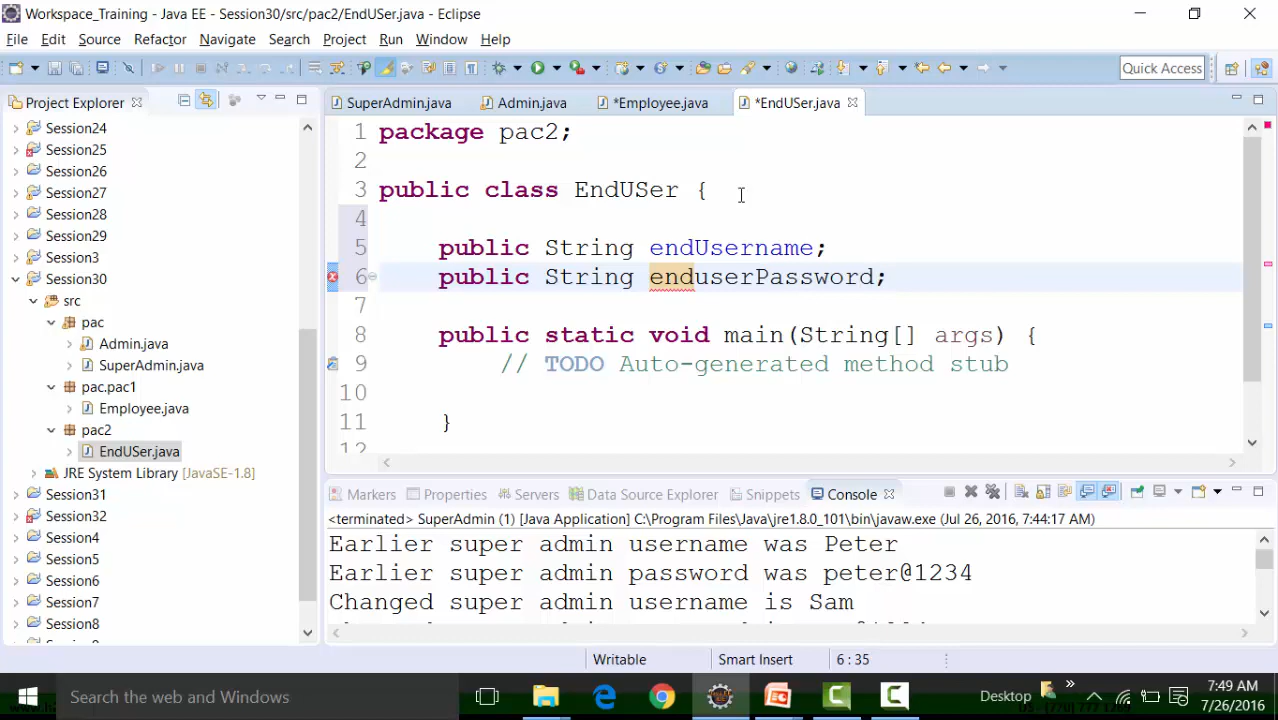 Workspace_Training - Java EE - Session30/src/pac2/EndUSer.java - Eclipse
File Edit Source Refactor Navigate Search Project Run Window Help
Quick Access
Project Explorer
SuperAdmin.java Admin.java *Employee.java *EndUSer.java
Session24
Session25
Session26
Session27
Session28
Session29
Session3
Session30
src
pac
Admin.java
SuperAdmin.java
pac.pac1
Employee.java
pac2
EndUSer.java
JRE System Library [JavaSE-1.8]
Session31
Session32
Session4
Session5
Session6
Session7
Session8
1 package pac2;
2
3 public class EndUSer {
4
5 public String endUsername;
6 public String enduserPassword;
7
8 public static void main(String[] args) {
9 // TODO Auto-generated method stub
10
11 }
12
Markers Properties Servers Data Source Explorer Snippets Console
<terminated> SuperAdmin (1) [Java Application] C:\Program Files\Java\jre1.8.0_101\bin\javaw.exe (Jul 26, 2016, 7:44:17 AM)
Earlier super admin username was Peter
Earlier super admin password was peter@1234
Changed super admin username is Sam
Writable Smart Insert 6 : 35
Search the web and Windows
Desktop
7:49 AM
7/26/2016